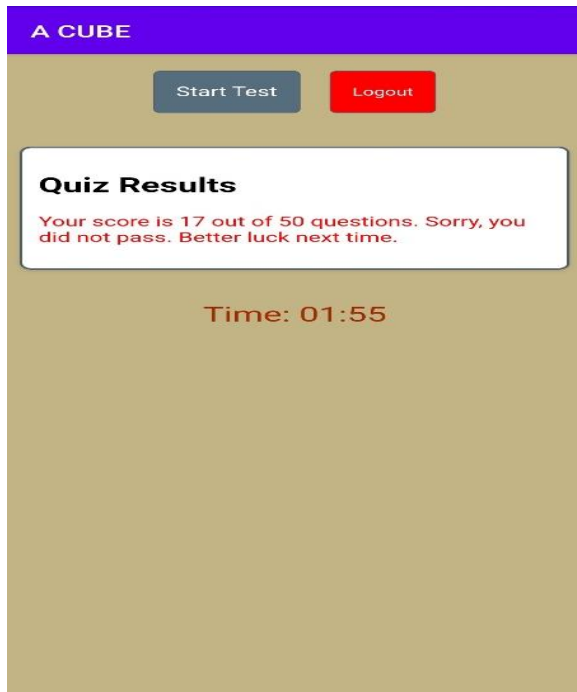 A CUBE
Start Test
Logout
Quiz Results
Your score is 17 out of 50 questions. Sorry, you
did not pass. Better luck next time.
Time: 01:55